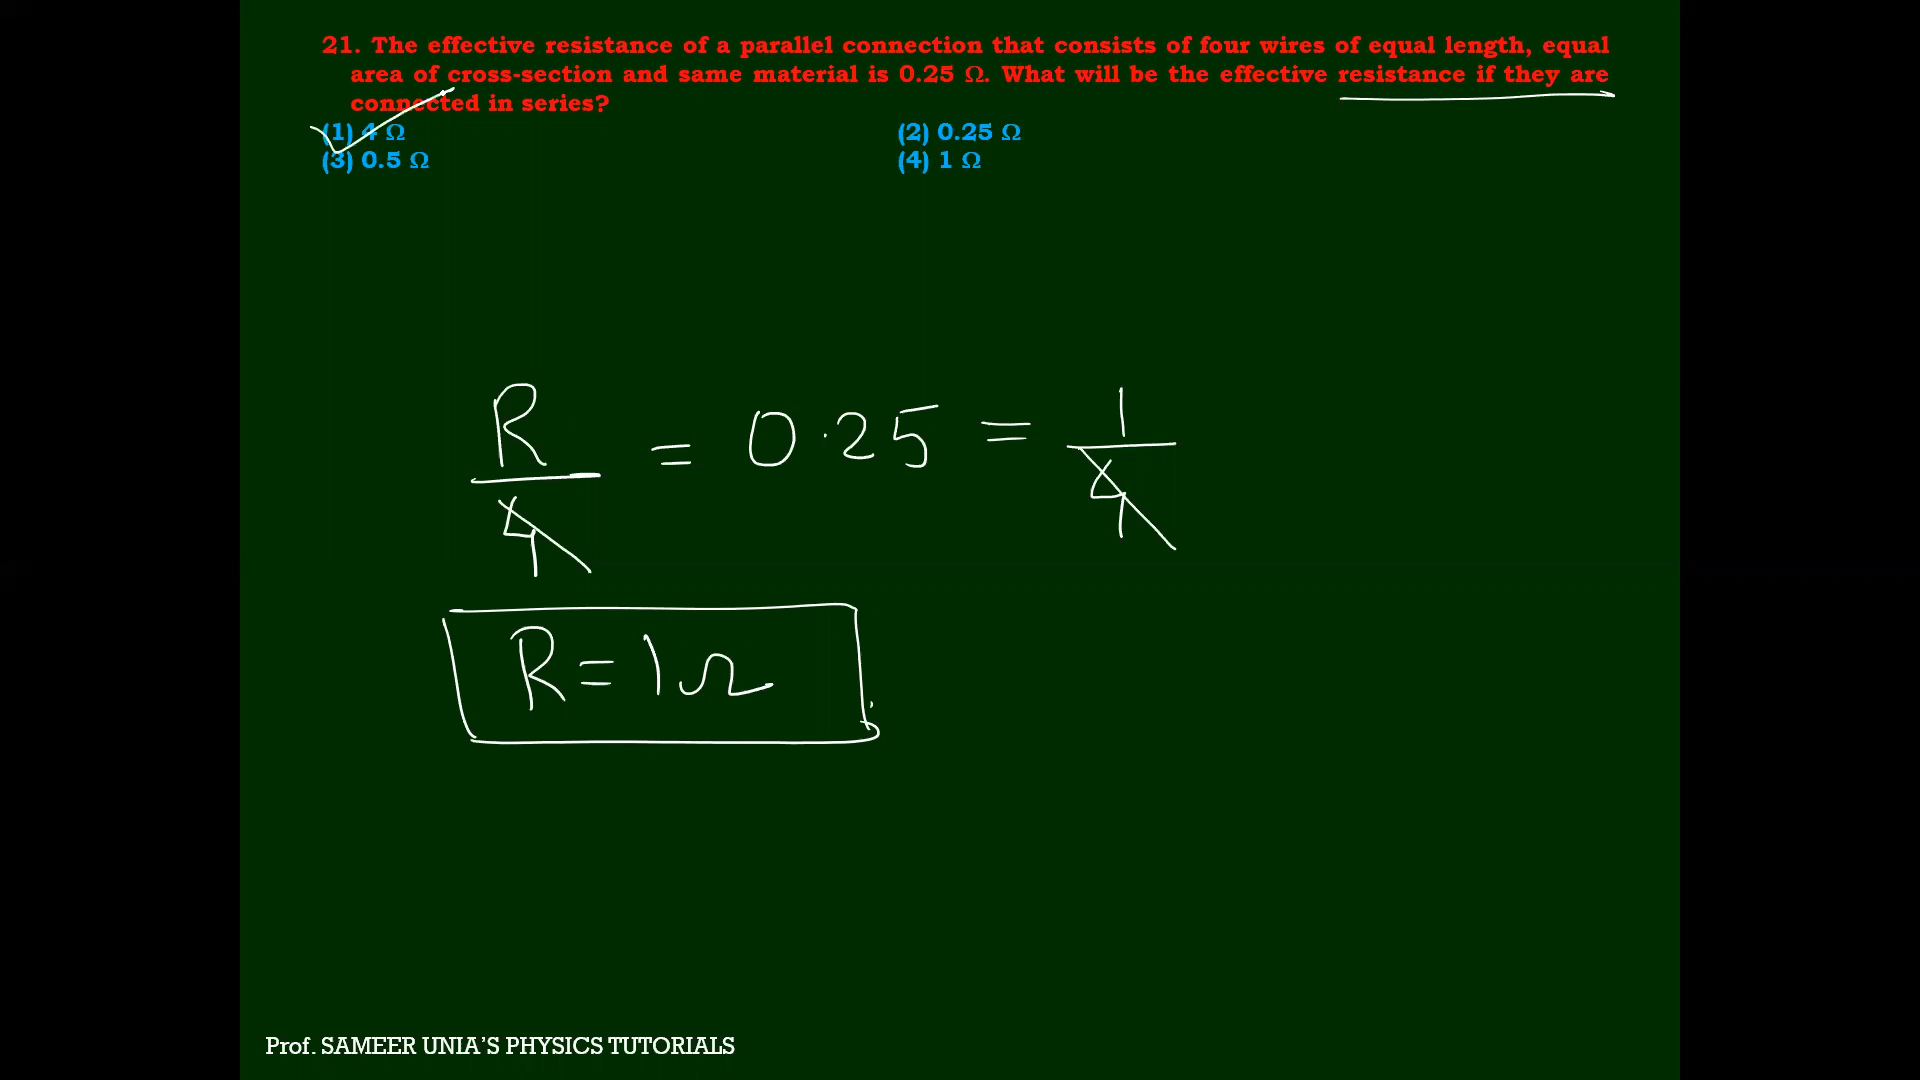 21. The effective resistance of a parallel connection that consists of four wires of equal length, equal
area of cross-section and same material is 0.25 Ω. What will be the effective resistance if they are
connected in series?
(1) 4 Ω (2) 0.25 Ω
(3) 0.5 Ω (4) 1 Ω
R/4 = 0.25 = 1/4
R = 1Ω
Prof. SAMEER UNIA’S PHYSICS TUTORIALS